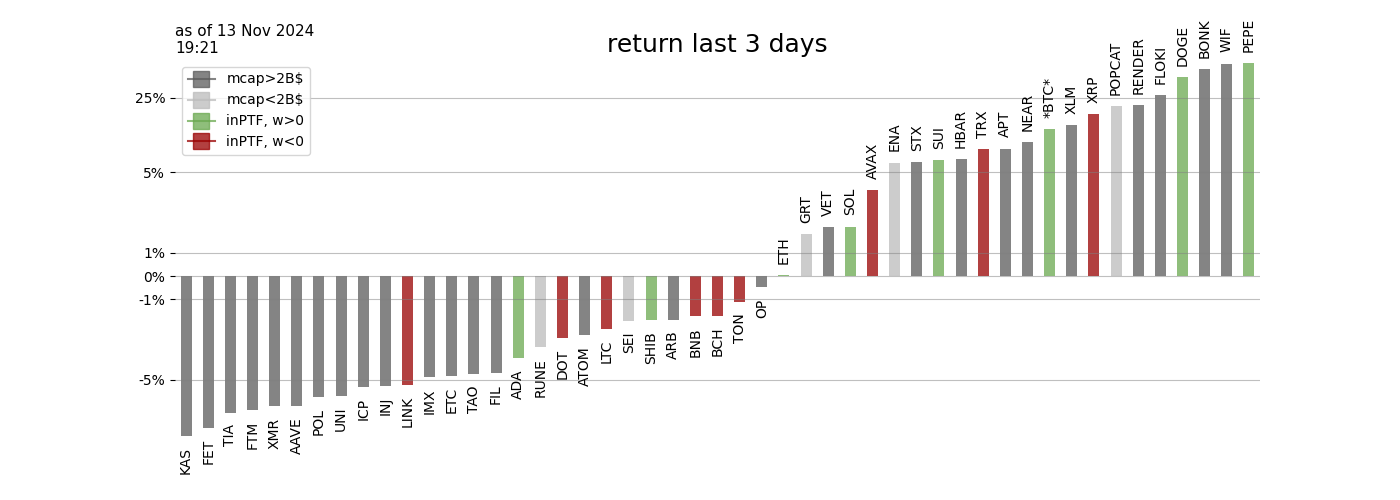 as of 13 Nov 2024
19:21
return last 3 days
mcap>2B$
mcap<2B$
inPTF, w>0
inPTF, w<0
25%
5%
1%
0%
-1%
-5%
KAS
FET
TIA
FTM
XMR
AAVE
POL
UNI
ICP
INJ
LINK
IMX
ETC
TAO
FIL
ADA
RUNE
DOT
ATOM
LTC
SEI
SHIB
ARB
BNB
BCH
TON
OP
ETH
GRT
VET
SOL
AVAX
ENA
STX
SUI
HBAR
TRX
APT
NEAR
*BTC*
XLM
XRP
POPCAT
RENDER
FLOKI
DOGE
BONK
WIF
PEPE